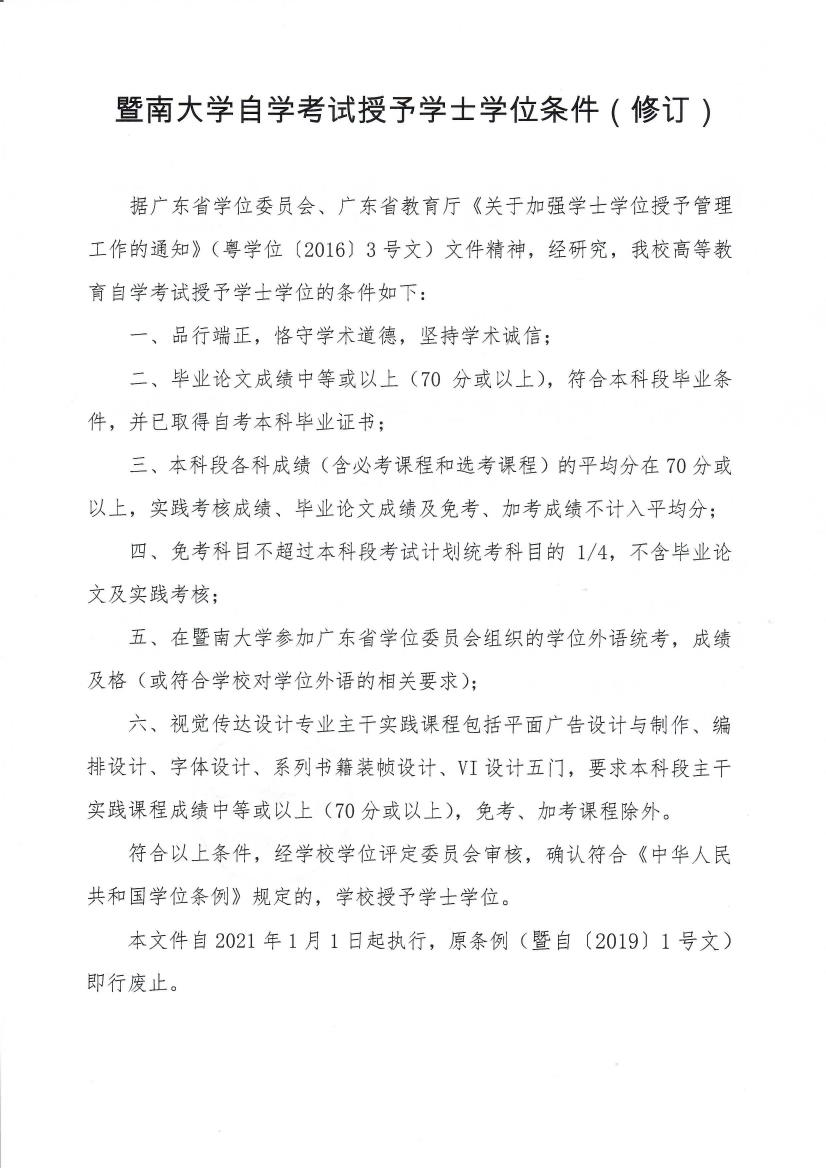 暨南大学自学考试授予学士学位条件（修订）
据广东省学位委员会、广东省教育厅《关于加强学士学位授予管理
工作的通知》（粤学位〔2016〕3号文）文件精神，经研究，我校高等教
育自学考试授予学士学位的条件如下：
一、品行端正，恪守学术道德，坚持学术诚信；
二、毕业论文成绩中等或以上（70 分或以上），符合本科段毕业条
件，并已取得自考本科毕业证书；
三、本科段各科成绩（含必考课程和选考课程）的平均分在70分或
以上，实践考核成绩、毕业论文成绩及免考、加考成绩不计入平均分；
四、免考科目不超过本科段考试计划统考科目的 1/4，不含毕业论
文及实践考核；
五、在暨南大学参加广东省学位委员会组织的学位外语统考，成绩
及格（或符合学校对学位外语的相关要求）；
六、视觉传达设计专业主干实践课程包括平面广告设计与制作、编
排设计、字体设计、系列书籍装帧设计、VI设计五门，要求本科段主干
实践课程成绩中等或以上（70分或以上），免考、加考课程除外。
符合以上条件，经学校学位评定委员会审核，确认符合《中华人民
共和国学位条例》规定的，学校授予学士学位。
本文件自2021年1月1日起执行，原条例（暨自〔2019〕1号文）
即行废止。